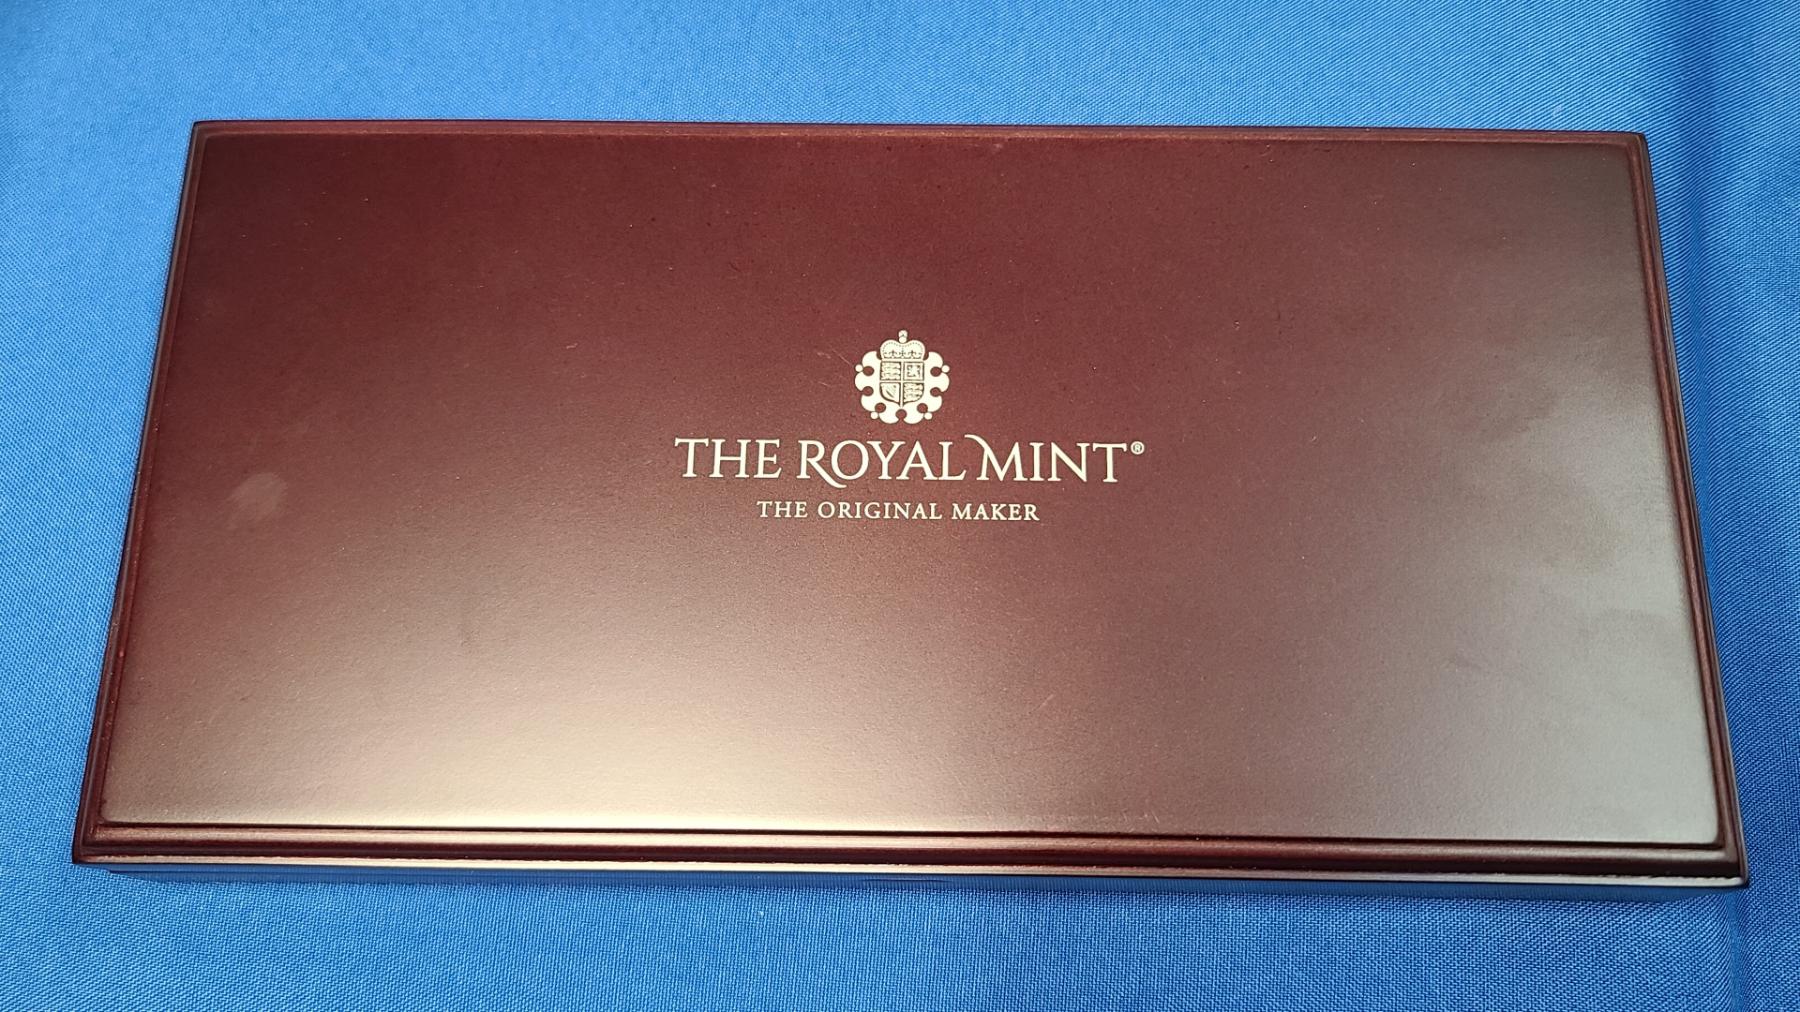 THE ROYAL MINT®
THE ORIGINAL MAKER